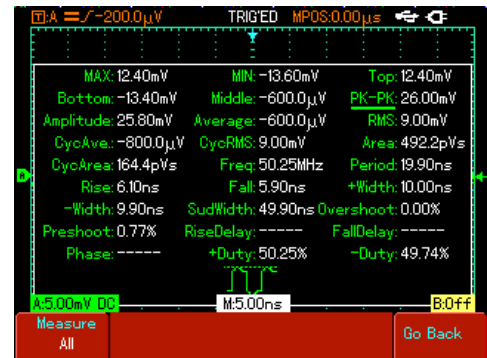 T:A ⎓ / -200.0μV TRIG'ED MPOS:0.00μs
MAX: 12.40mV MIN: -13.60mV Top: 12.40mV
Bottom: -13.40mV Middle: -600.0μV PK-PK: 26.00mV
Amplitude: 25.80mV Average: -600.0μV RMS: 9.00mV
CycAve.: -800.0μV CycRMS: 9.00mV Area: 492.2pVs
CycArea: 164.4pVs Freq: 50.25MHz Period: 19.90ns
A
Rise: 6.10ns Fall: 5.90ns +Width: 10.00ns
-Width: 9.90ns SudWidth: 49.90ns Overshoot: 0.00%
Preshoot: 0.77% RiseDelay: ----- FallDelay: -----
Phase: ----- +Duty: 50.25% -Duty: 49.74%
A:5.00mV DC M:5.00ns B:Off
Measure
All
Go Back